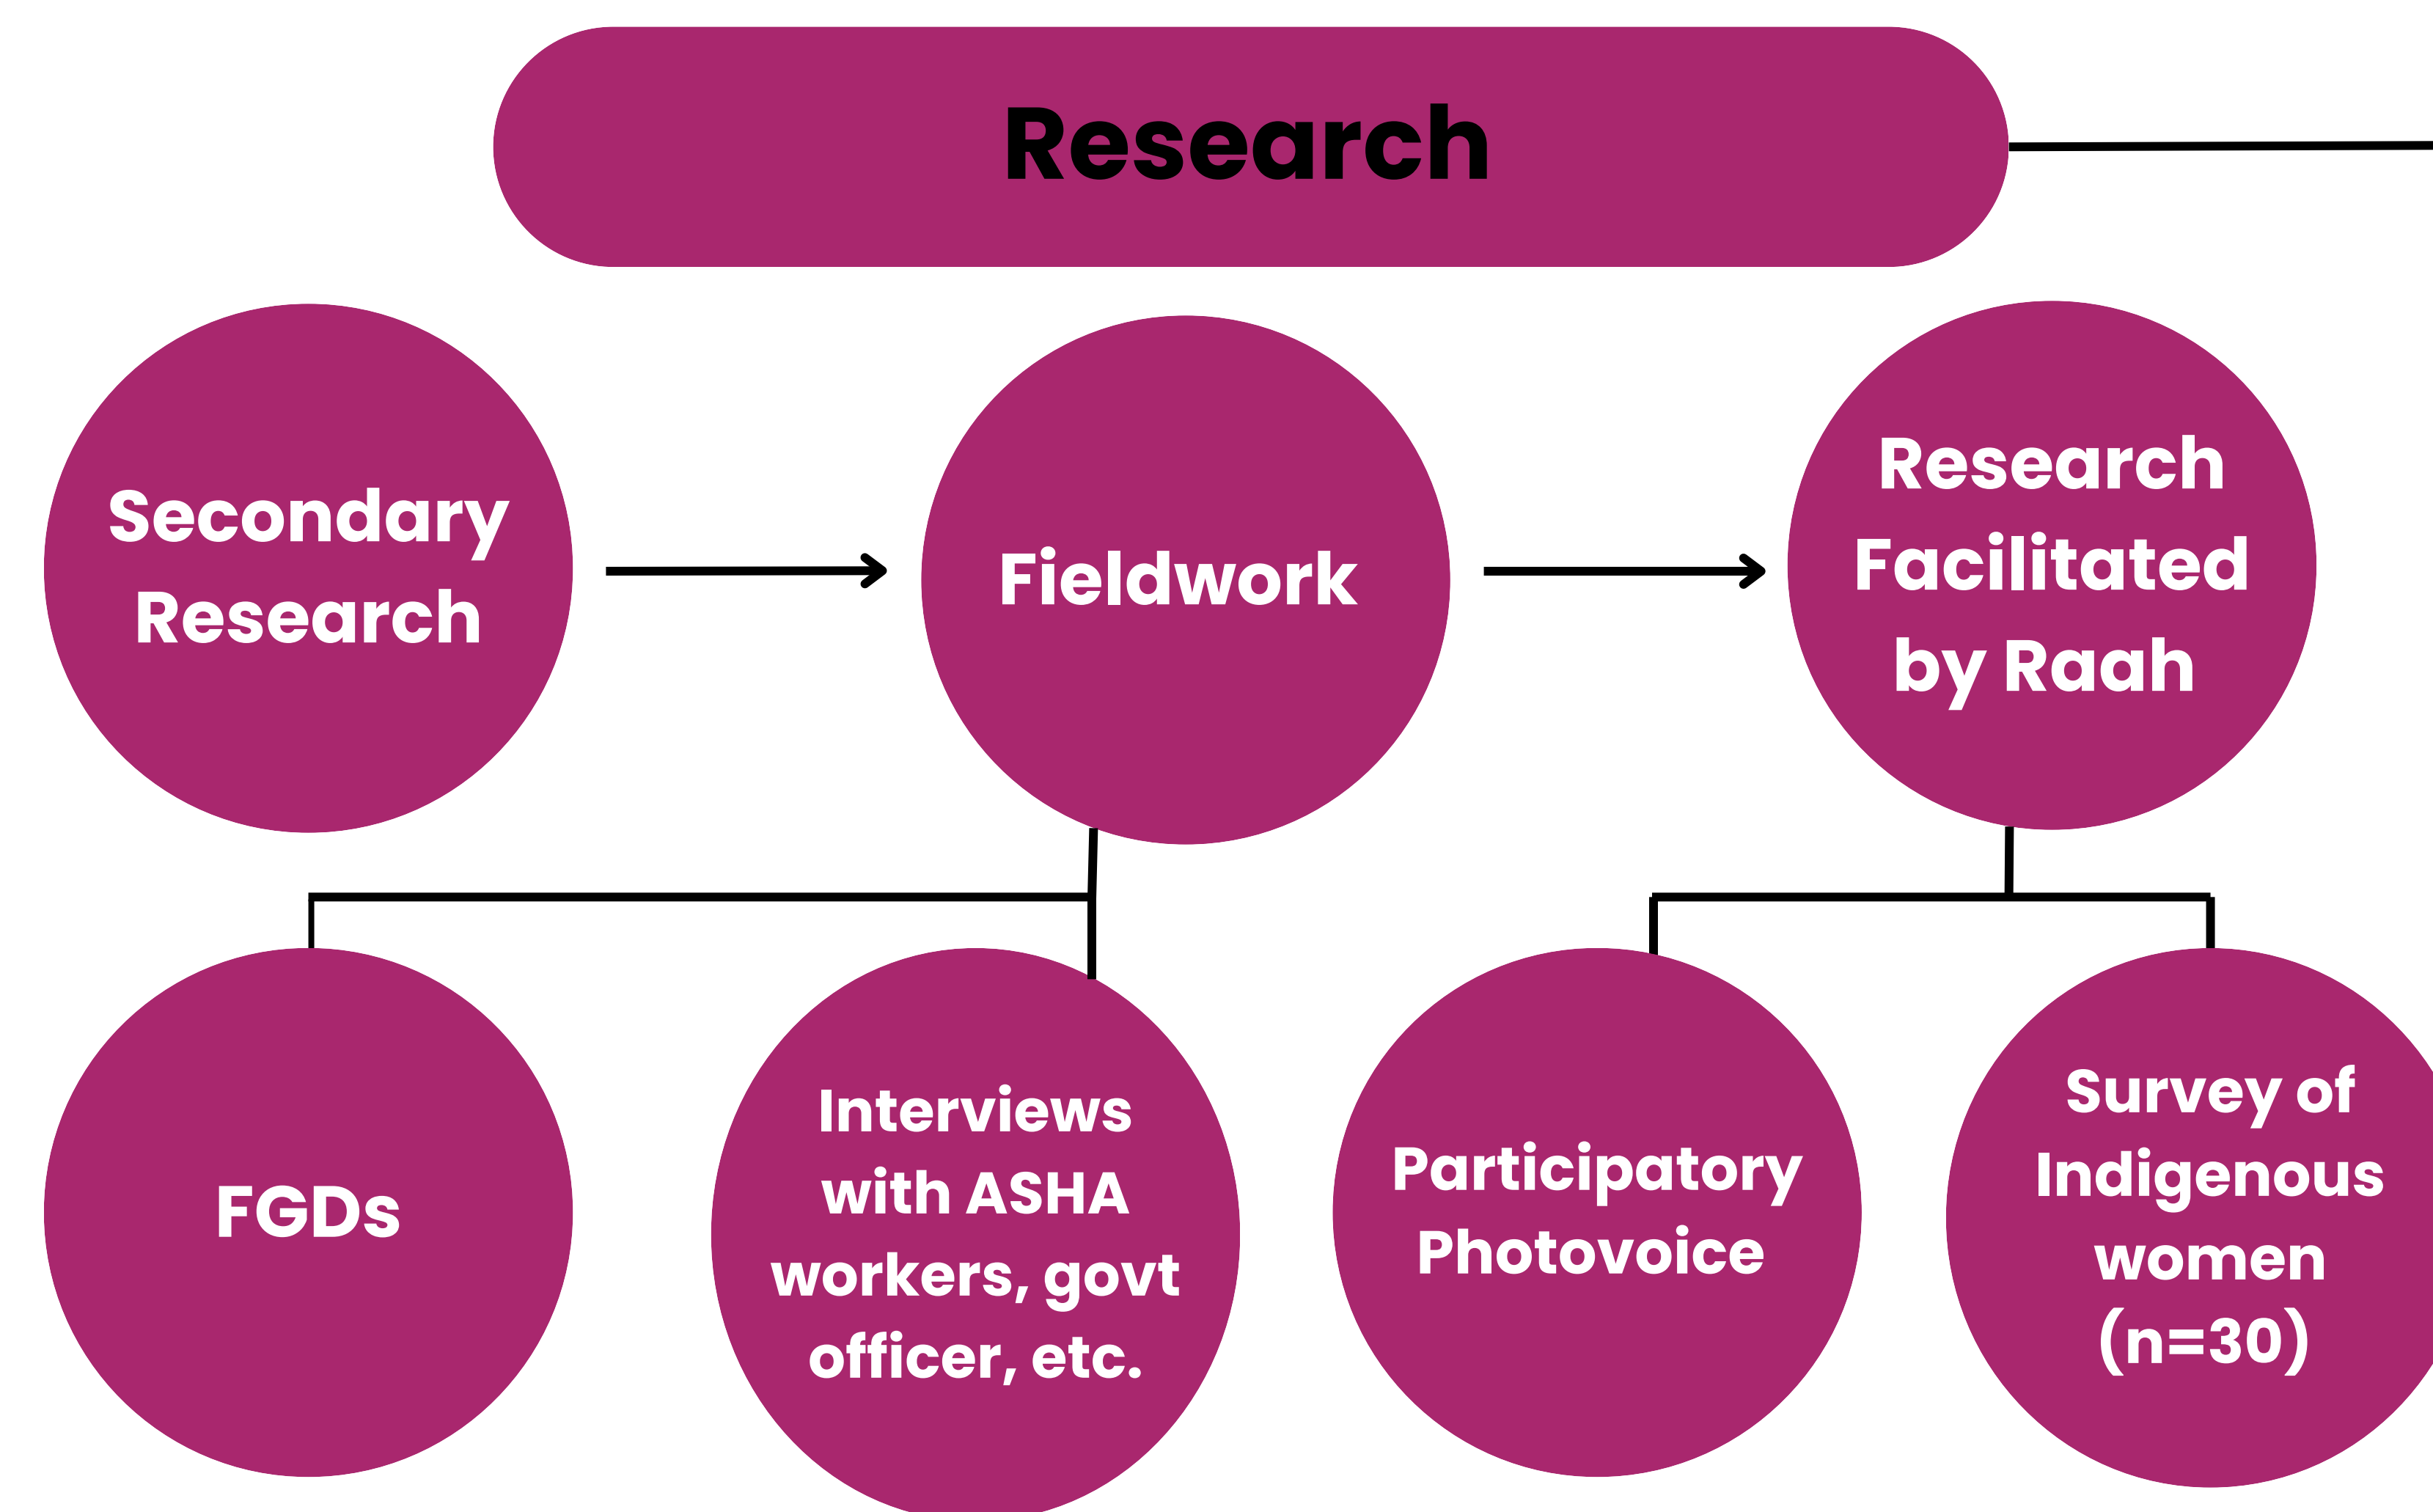 Research
Secondary
Research
Fieldwork
Research
Facilitated
by Raah
FGDs
Interviews
with ASHA
workers, govt
officer, etc.
Participatory
Photovoice
Survey of
Indigenous
women
(n=30)